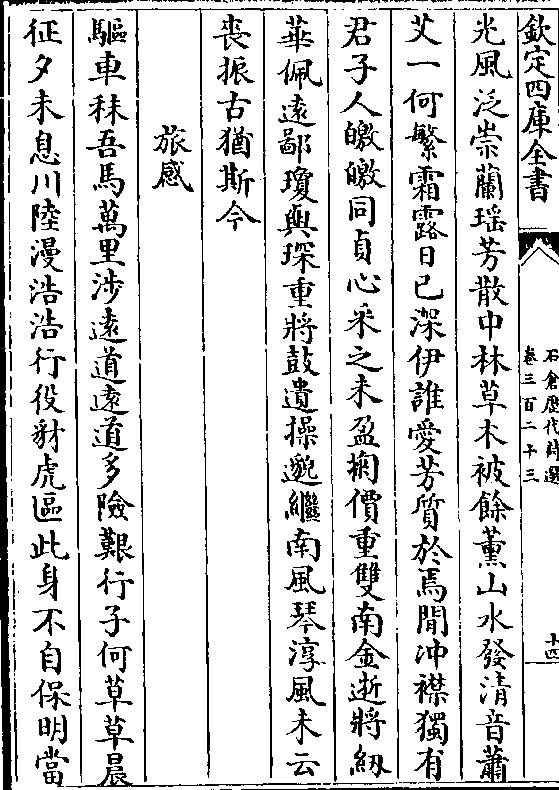 欽定四庫全書
石倉歷代詩選
卷三百二十三
十四
光風泛崇蘭瑶芳散中林草木被餘薰山水發清音蕭
艾一何繁霜露日已深伊誰愛芳質於焉閒冲襟獨有
君子人皦皦同貞心采之未盈掬價重雙南金逝將紉
華佩遠鄙瓊與琛重將鼓遺操邈繼南風琴淳風未云
喪振古猶斯今
旅感
驅車秣吾馬萬里涉遠道遠道多險艱行子何草草晨
征夕未息川陸漫浩浩行役豺虎區此身不自保明當